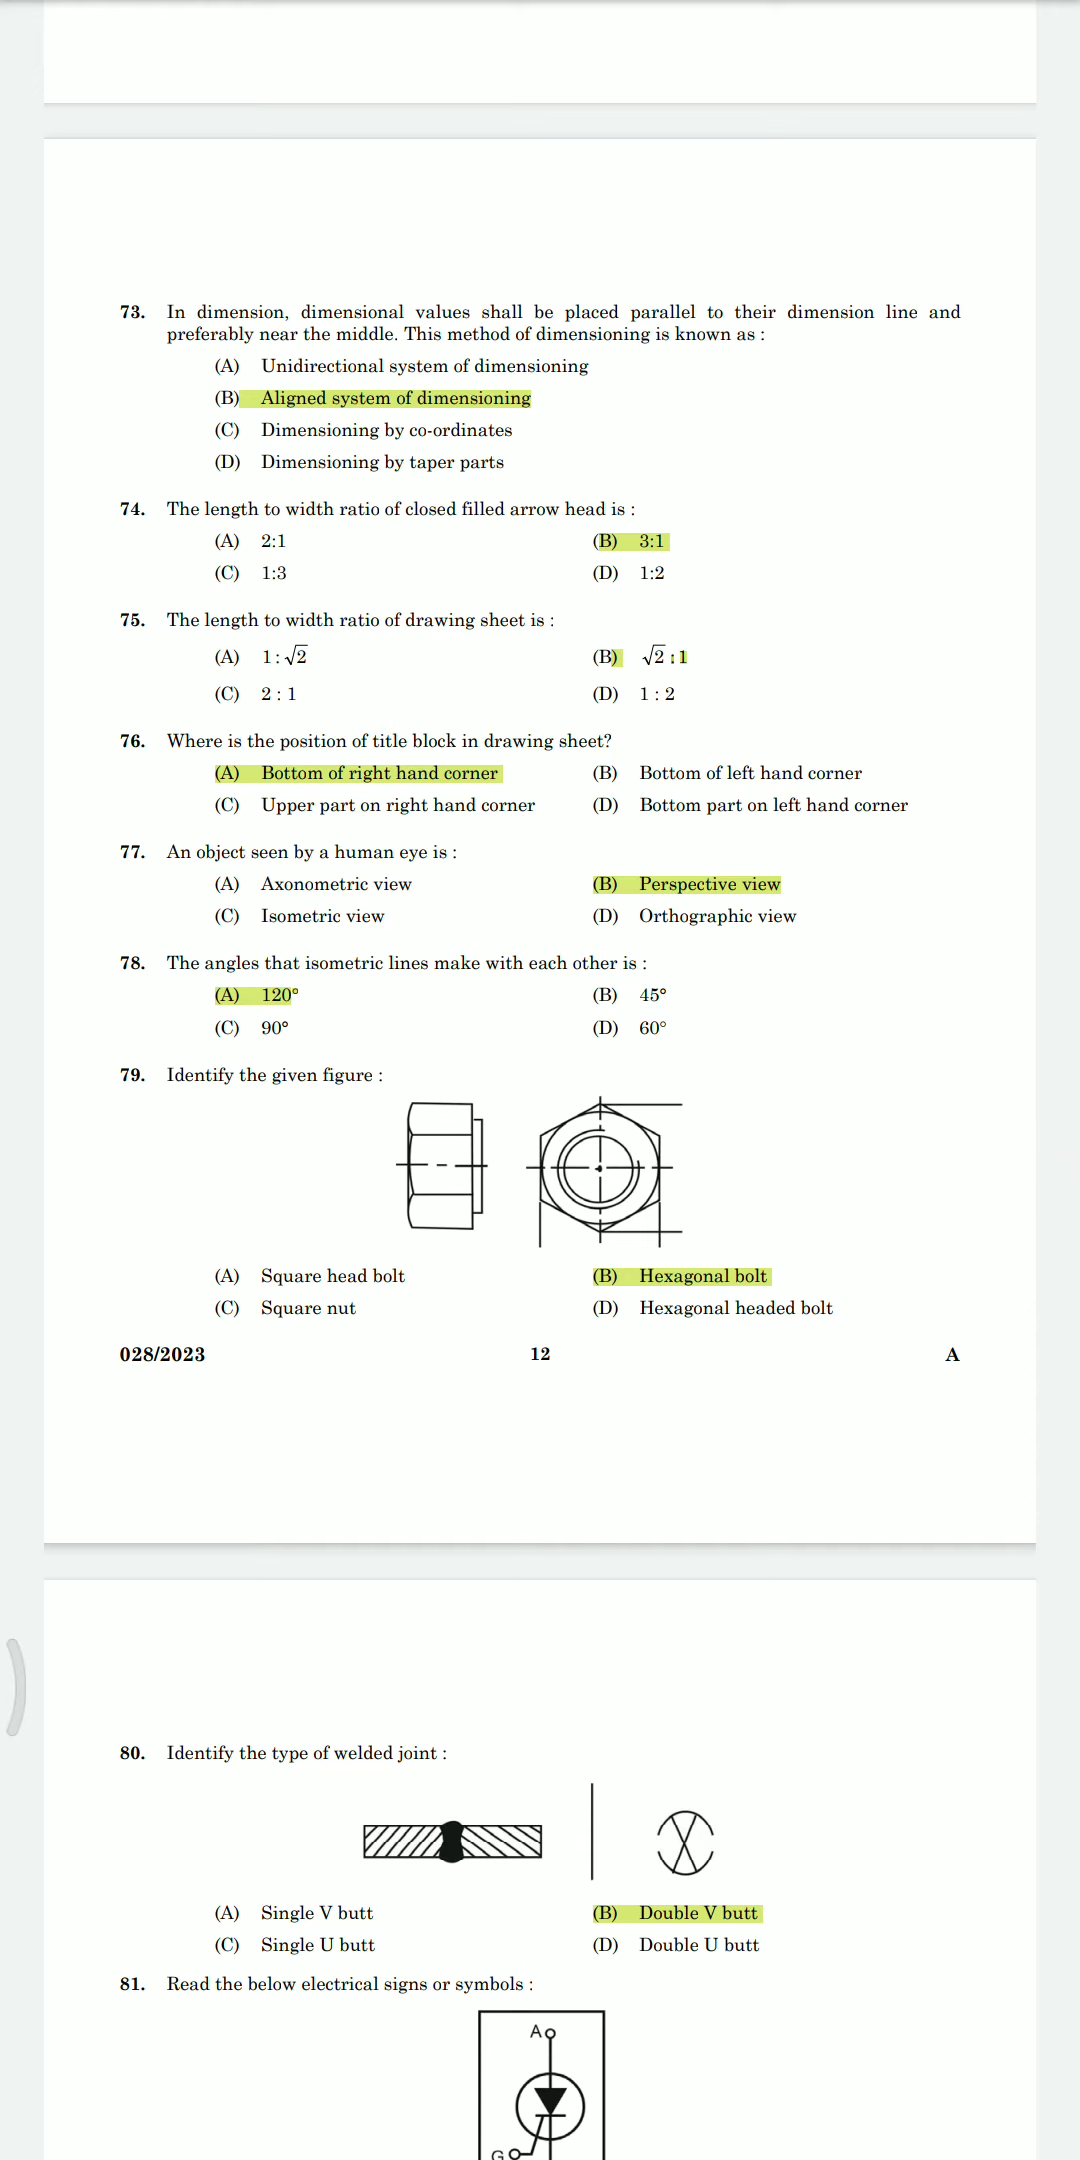 73. In dimension, dimensional values shall be placed parallel to their dimension line and
preferably near the middle. This method of dimensioning is known as :
(A) Unidirectional system of dimensioning
(B) Aligned system of dimensioning
(C) Dimensioning by co-ordinates
(D) Dimensioning by taper parts
74. The length to width ratio of closed filled arrow head is :
(A) 2:1 (B) 3:1
(C) 1:3 (D) 1:2
75. The length to width ratio of drawing sheet is :
(A) 1 : √2 (B) √2 : 1
(C) 2 : 1 (D) 1 : 2
76. Where is the position of title block in drawing sheet?
(A) Bottom of right hand corner (B) Bottom of left hand corner
(C) Upper part on right hand corner (D) Bottom part on left hand corner
77. An object seen by a human eye is :
(A) Axonometric view (B) Perspective view
(C) Isometric view (D) Orthographic view
78. The angles that isometric lines make with each other is :
(A) 120° (B) 45°
(C) 90° (D) 60°
79. Identify the given figure :
(A) Square head bolt (B) Hexagonal bolt
(C) Square nut (D) Hexagonal headed bolt
028/2023 12 A
80. Identify the type of welded joint :
(A) Single V butt (B) Double V butt
(C) Single U butt (D) Double U butt
81. Read the below electrical signs or symbols :
A
G